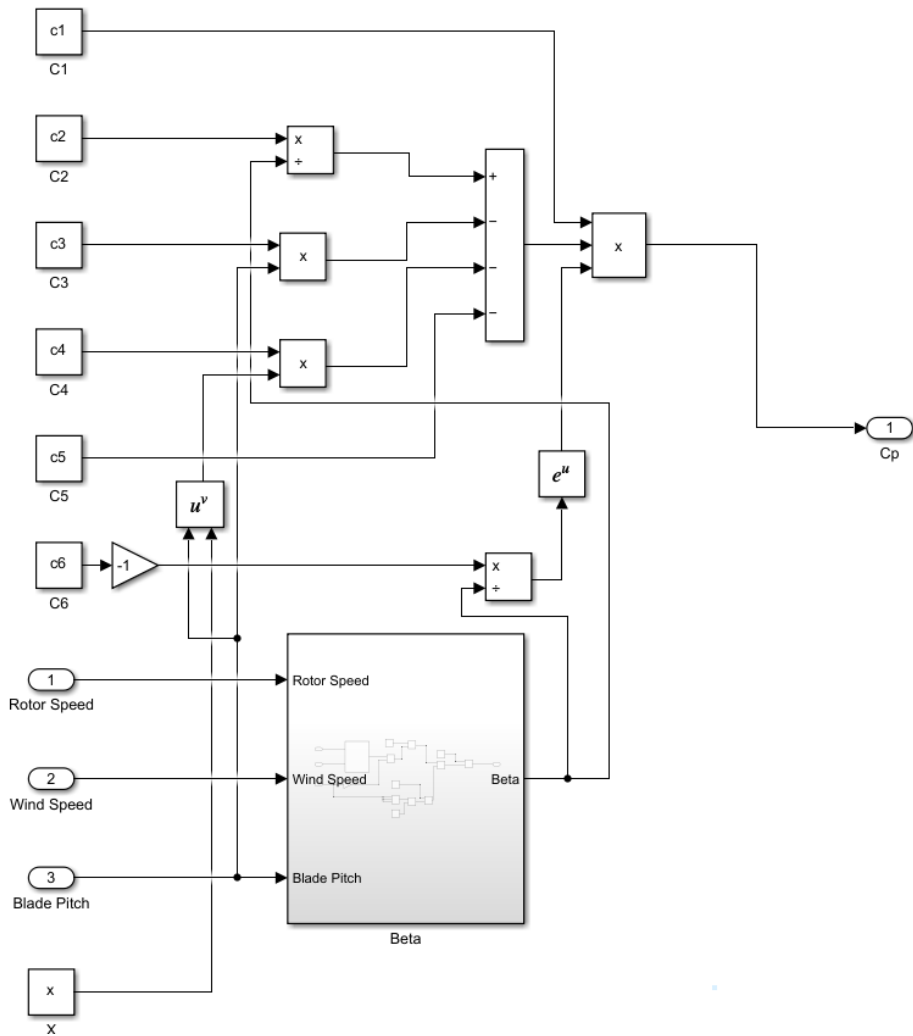 c1
C1
c2
C2
x
÷
+
c3
C3
x
−
x
c4
C4
x
−
−
c5
C5
u^v
e^u
1
Cp
c6
C6
-1
x
÷
1
Rotor Speed
Rotor Speed
2
Wind Speed
Wind Speed
Beta
3
Blade Pitch
Blade Pitch
Beta
x
X